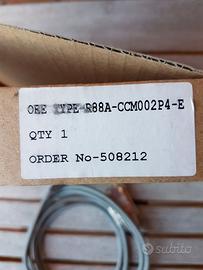 OEE TYPE-R88A-CCM002P4-E
QTY 1
ORDER No-508212
subito